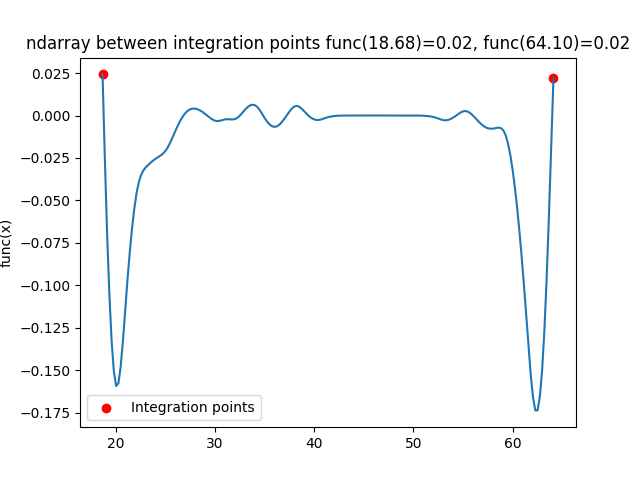 ndarray between integration points func(18.68)=0.02, func(64.10)=0.02
0.025
0.000
−0.025
−0.050
−0.075
−0.100
−0.125
−0.150
−0.175
func(x)
Integration points
20 30 40 50 60